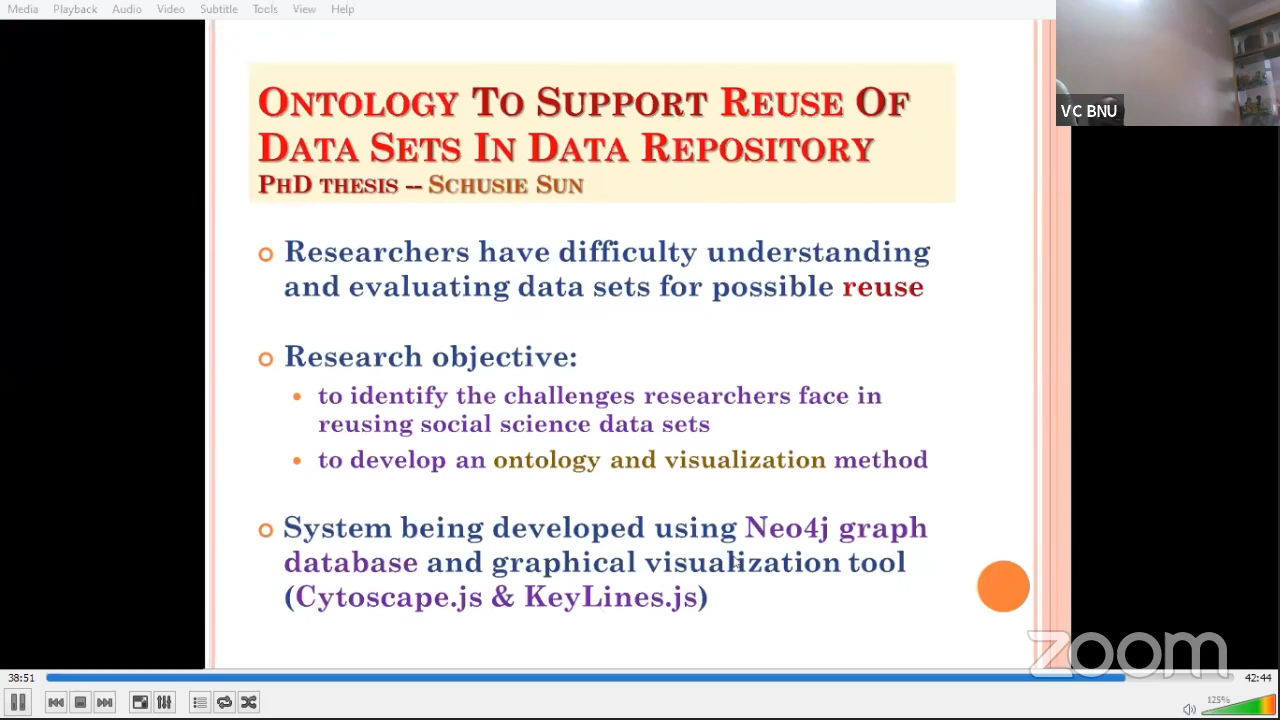 Media Playback Audio Video Subtitle Tools View Help
VC BNU
ONTOLOGY TO SUPPORT REUSE OF
DATA SETS IN DATA REPOSITORY
PHD THESIS -- SCHUSIE SUN
Researchers have difficulty understanding
and evaluating data sets for possible reuse
Research objective:
to identify the challenges researchers face in
reusing social science data sets
to develop an ontology and visualization method
System being developed using Neo4j graph
database and graphical visualization tool
(Cytoscape.js & KeyLines.js)
zoom
38:51 42:44
125%